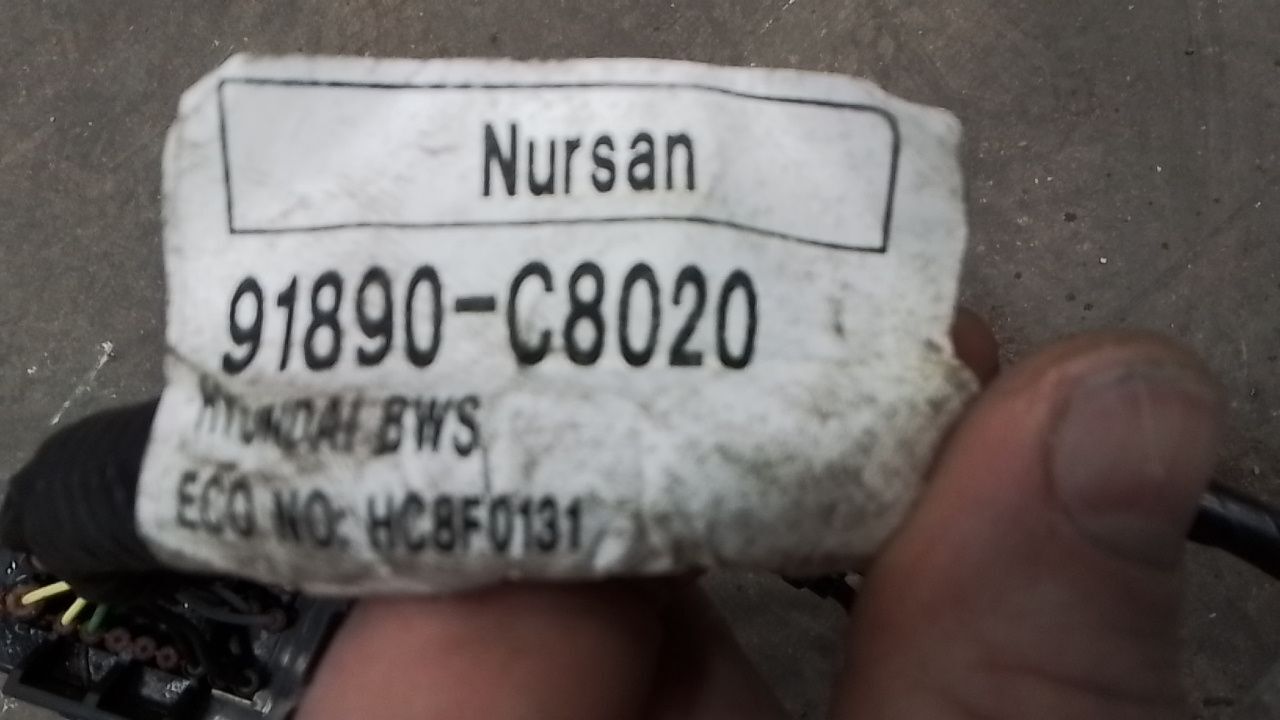 Nursan
91890-C8020
HYUNDAI BWS
ECO NO: HC8F0131